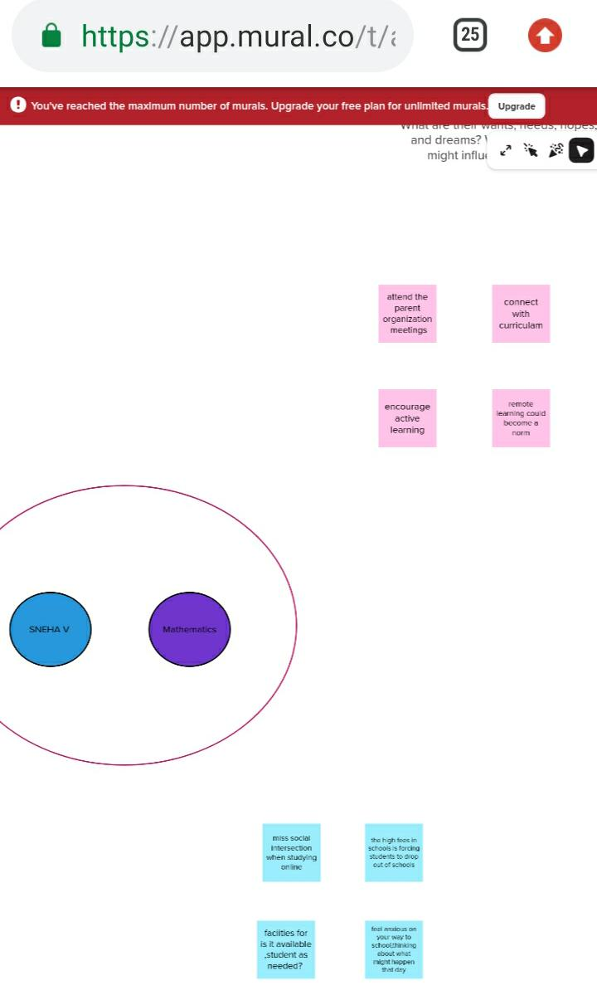 https://app.mural.co/t/
25
You've reached the maximum number of murals. Upgrade your free plan for unlimited murals.
Upgrade
What are their wants, needs, hopes,
and dreams?
might
attend the
parent
organization
meetings
connect
with
curriculam
encourage
active
learning
remote
learning could
become a
norm
SNEHA V
Mathematics
miss social
intersection
when studying
online
the high fees in
schools is forcing
students to drop
out of schools
facilties for
is it available
,student as
needed?
feel anxious on
your way to
school,thinking
about what
might happen
that day